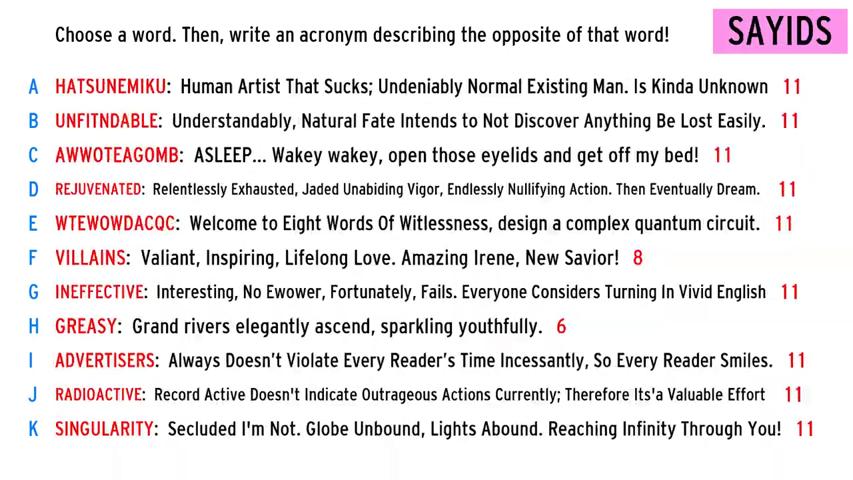 Choose a word. Then, write an acronym describing the opposite of that word!
SAYIDS
A HATSUNEMIKU: Human Artist That Sucks; Undeniably Normal Existing Man. Is Kinda Unknown 11
B UNFITNDABLE: Understandably, Natural Fate Intends to Not Discover Anything Be Lost Easily. 11
C AWWOTEAGOMB: ASLEEP... Wakey wakey, open those eyelids and get off my bed! 11
D REJUVENATED: Relentlessly Exhausted, Jaded Unabiding Vigor, Endlessly Nullifying Action. Then Eventually Dream. 11
E WTEWOWDACQC: Welcome to Eight Words Of Witlessness, design a complex quantum circuit. 11
F VILLAINS: Valiant, Inspiring, Lifelong Love. Amazing Irene, New Savior! 8
G INEFFECTIVE: Interesting, No Ewower, Fortunately, Fails. Everyone Considers Turning In Vivid English 11
H GREASY: Grand rivers elegantly ascend, sparkling youthfully. 6
I ADVERTISERS: Always Doesn't Violate Every Reader's Time Incessantly, So Every Reader Smiles. 11
J RADIOACTIVE: Record Active Doesn't Indicate Outrageous Actions Currently; Therefore Its'a Valuable Effort 11
K SINGULARITY: Secluded I'm Not. Globe Unbound, Lights Abound. Reaching Infinity Through You! 11